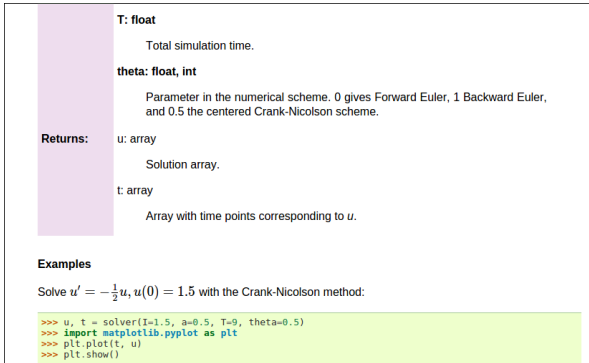 T: float
Total simulation time.
theta: float, int
Parameter in the numerical scheme. 0 gives Forward Euler, 1 Backward Euler,
and 0.5 the centered Crank-Nicolson scheme.
Returns: u: array
Solution array.
t: array
Array with time points corresponding to u.
Examples
Solve u′ = −½u, u(0) = 1.5 with the Crank-Nicolson method:
>>> u, t = solver(I=1.5, a=0.5, T=9, theta=0.5)
>>> import matplotlib.pyplot as plt
>>> plt.plot(t, u)
>>> plt.show()